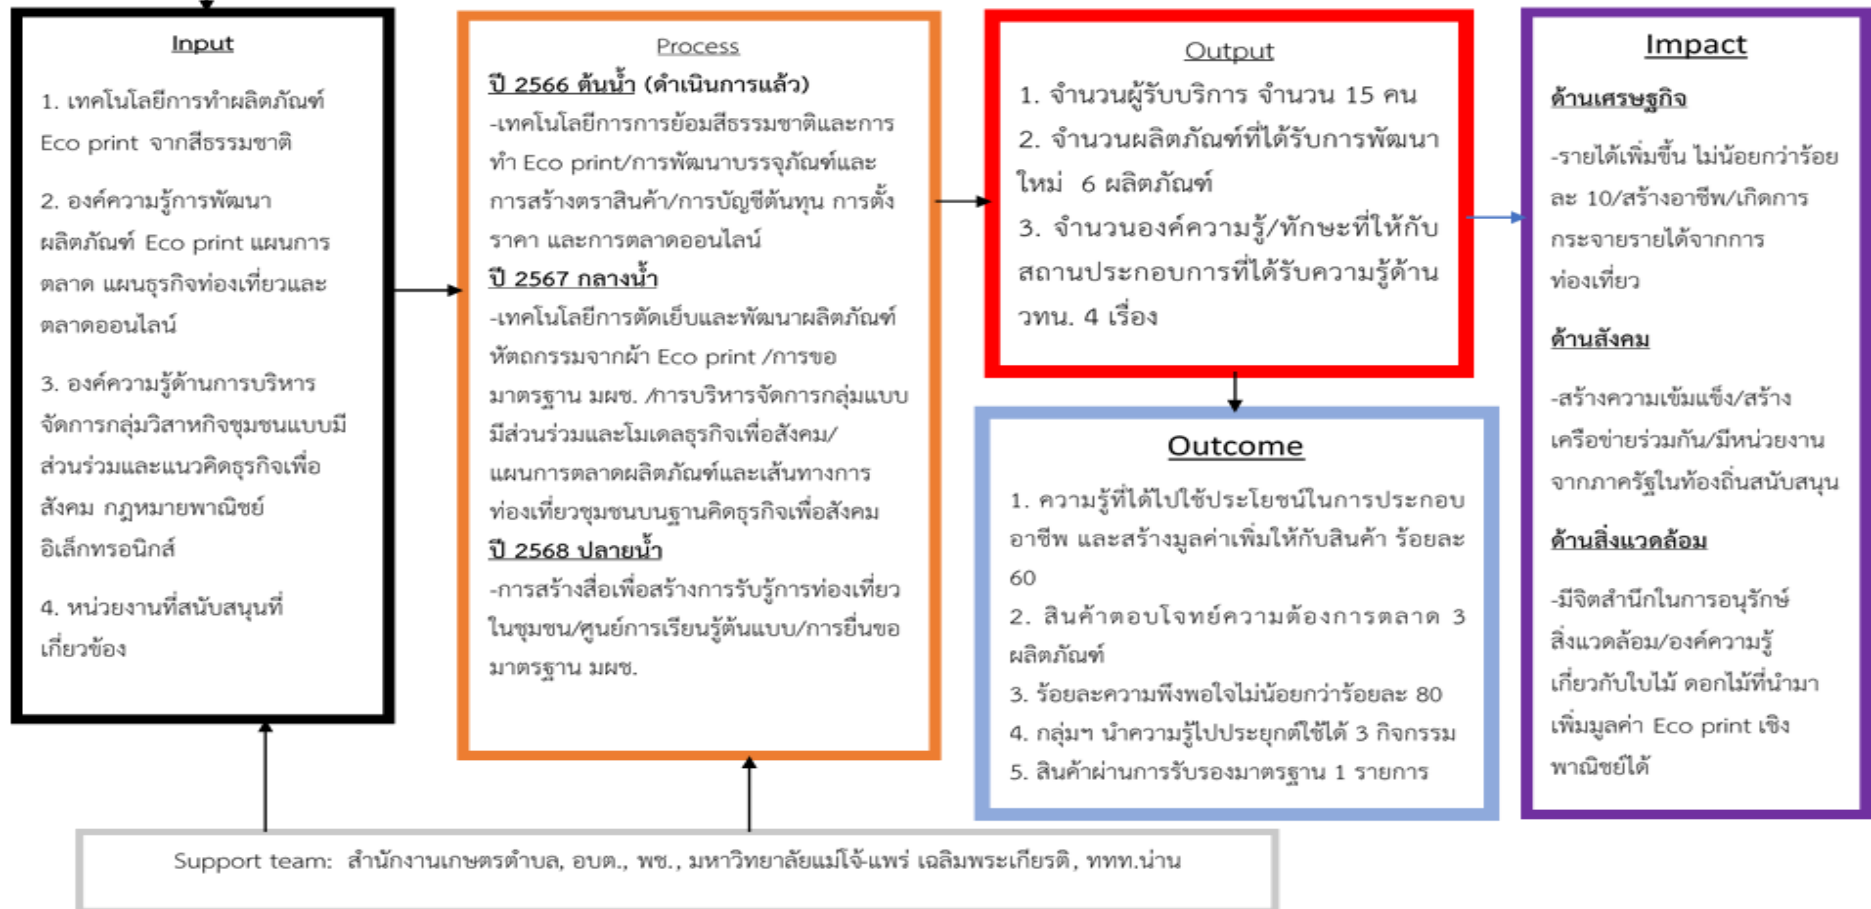 Input
1. เทคโนโลยีการทำผลิตภัณฑ์
Eco print จากสีธรรมชาติ
2. องค์ความรู้การพัฒนา
ผลิตภัณฑ์ Eco print แผนการ
ตลาด แผนธุรกิจท่องเที่ยวและ
ตลาดออนไลน์
3. องค์ความรู้ด้านการบริหาร
จัดการกลุ่มวิสาหกิจชุมชนแบบมี
ส่วนร่วมและแนวคิดธุรกิจเพื่อ
สังคม กฎหมายพาณิชย์
อิเล็กทรอนิกส์
4. หน่วยงานที่สนับสนุนที่
เกี่ยวข้อง
Process
ปี 2566 ต้นน้ำ (ดำเนินการแล้ว)
-เทคโนโลยีการการย้อมสีธรรมชาติและการ
ทำ Eco print/การพัฒนาบรรจุภัณฑ์และ
การสร้างตราสินค้า/การบัญชีต้นทุน การตั้ง
ราคา และการตลาดออนไลน์
ปี 2567 กลางน้ำ
-เทคโนโลยีการตัดเย็บและพัฒนาผลิตภัณฑ์
หัตถกรรมจากผ้า Eco print /การขอ
มาตรฐาน มผช. /การบริหารจัดการกลุ่มแบบ
มีส่วนร่วมและโมเดลธุรกิจเพื่อสังคม/
แผนการตลาดผลิตภัณฑ์และเส้นทางการ
ท่องเที่ยวชุมชนบนฐานคิดธุรกิจเพื่อสังคม
ปี 2568 ปลายน้ำ
-การสร้างสื่อเพื่อสร้างการรับรู้การท่องเที่ยว
ในชุมชน/ศูนย์การเรียนรู้ต้นแบบ/การยื่นขอ
มาตรฐาน มผช.
Output
1. จำนวนผู้รับบริการ จำนวน 15 คน
2. จำนวนผลิตภัณฑ์ที่ได้รับการพัฒนา
ใหม่ 6 ผลิตภัณฑ์
3. จำนวนองค์ความรู้/ทักษะที่ให้กับ
สถานประกอบการที่ได้รับความรู้ด้าน
วทน. 4 เรื่อง
Outcome
1. ความรู้ที่ได้ไปใช้ประโยชน์ในการประกอบ
อาชีพ และสร้างมูลค่าเพิ่มให้กับสินค้า ร้อยละ
60
2. สินค้าตอบโจทย์ความต้องการตลาด 3
ผลิตภัณฑ์
3. ร้อยละความพึงพอใจไม่น้อยกว่าร้อยละ 80
4. กลุ่มฯ นำความรู้ไปประยุกต์ใช้ได้ 3 กิจกรรม
5. สินค้าผ่านการรับรองมาตรฐาน 1 รายการ
Impact
ด้านเศรษฐกิจ
-รายได้เพิ่มขึ้น ไม่น้อยกว่าร้อย
ละ 10/สร้างอาชีพ/เกิดการ
กระจายรายได้จากการ
ท่องเที่ยว
ด้านสังคม
-สร้างความเข้มแข็ง/สร้าง
เครือข่ายร่วมกัน/มีหน่วยงาน
จากภาครัฐในท้องถิ่นสนับสนุน
ด้านสิ่งแวดล้อม
-มีจิตสำนึกในการอนุรักษ์
สิ่งแวดล้อม/องค์ความรู้
เกี่ยวกับใบไม้ ดอกไม้ที่นำมา
เพิ่มมูลค่า Eco print เชิง
พาณิชย์ได้
Support team: สำนักงานเกษตรตำบล, อบต., พช., มหาวิทยาลัยแม่โจ้-แพร่ เฉลิมพระเกียรติ, ททท.น่าน